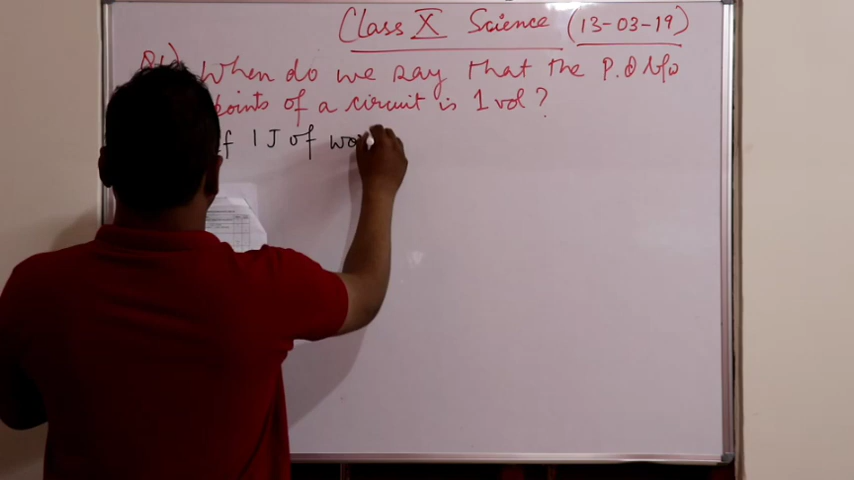 Class X Science (13-03-19)
Q1) When do we say that the P.D b/w
points of a circuit is 1 vol?
If 1 J of wo